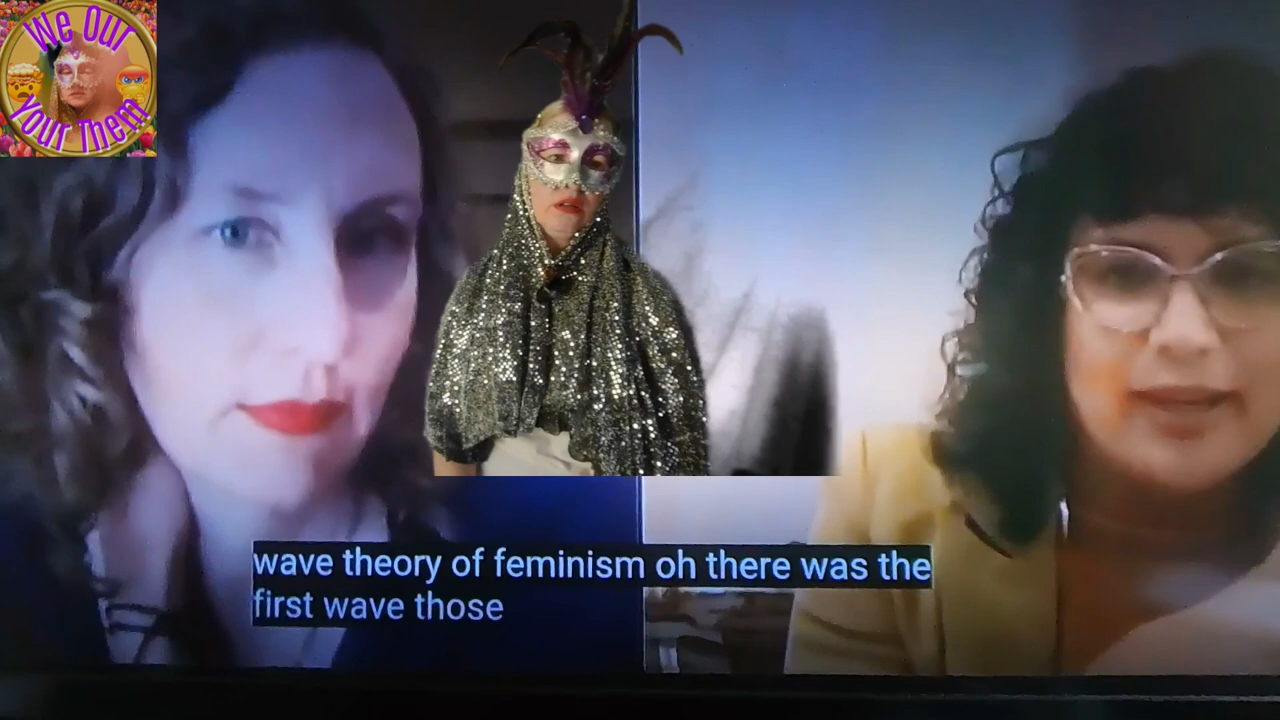 We Our
Your Them
wave theory of feminism oh there was the
first wave those